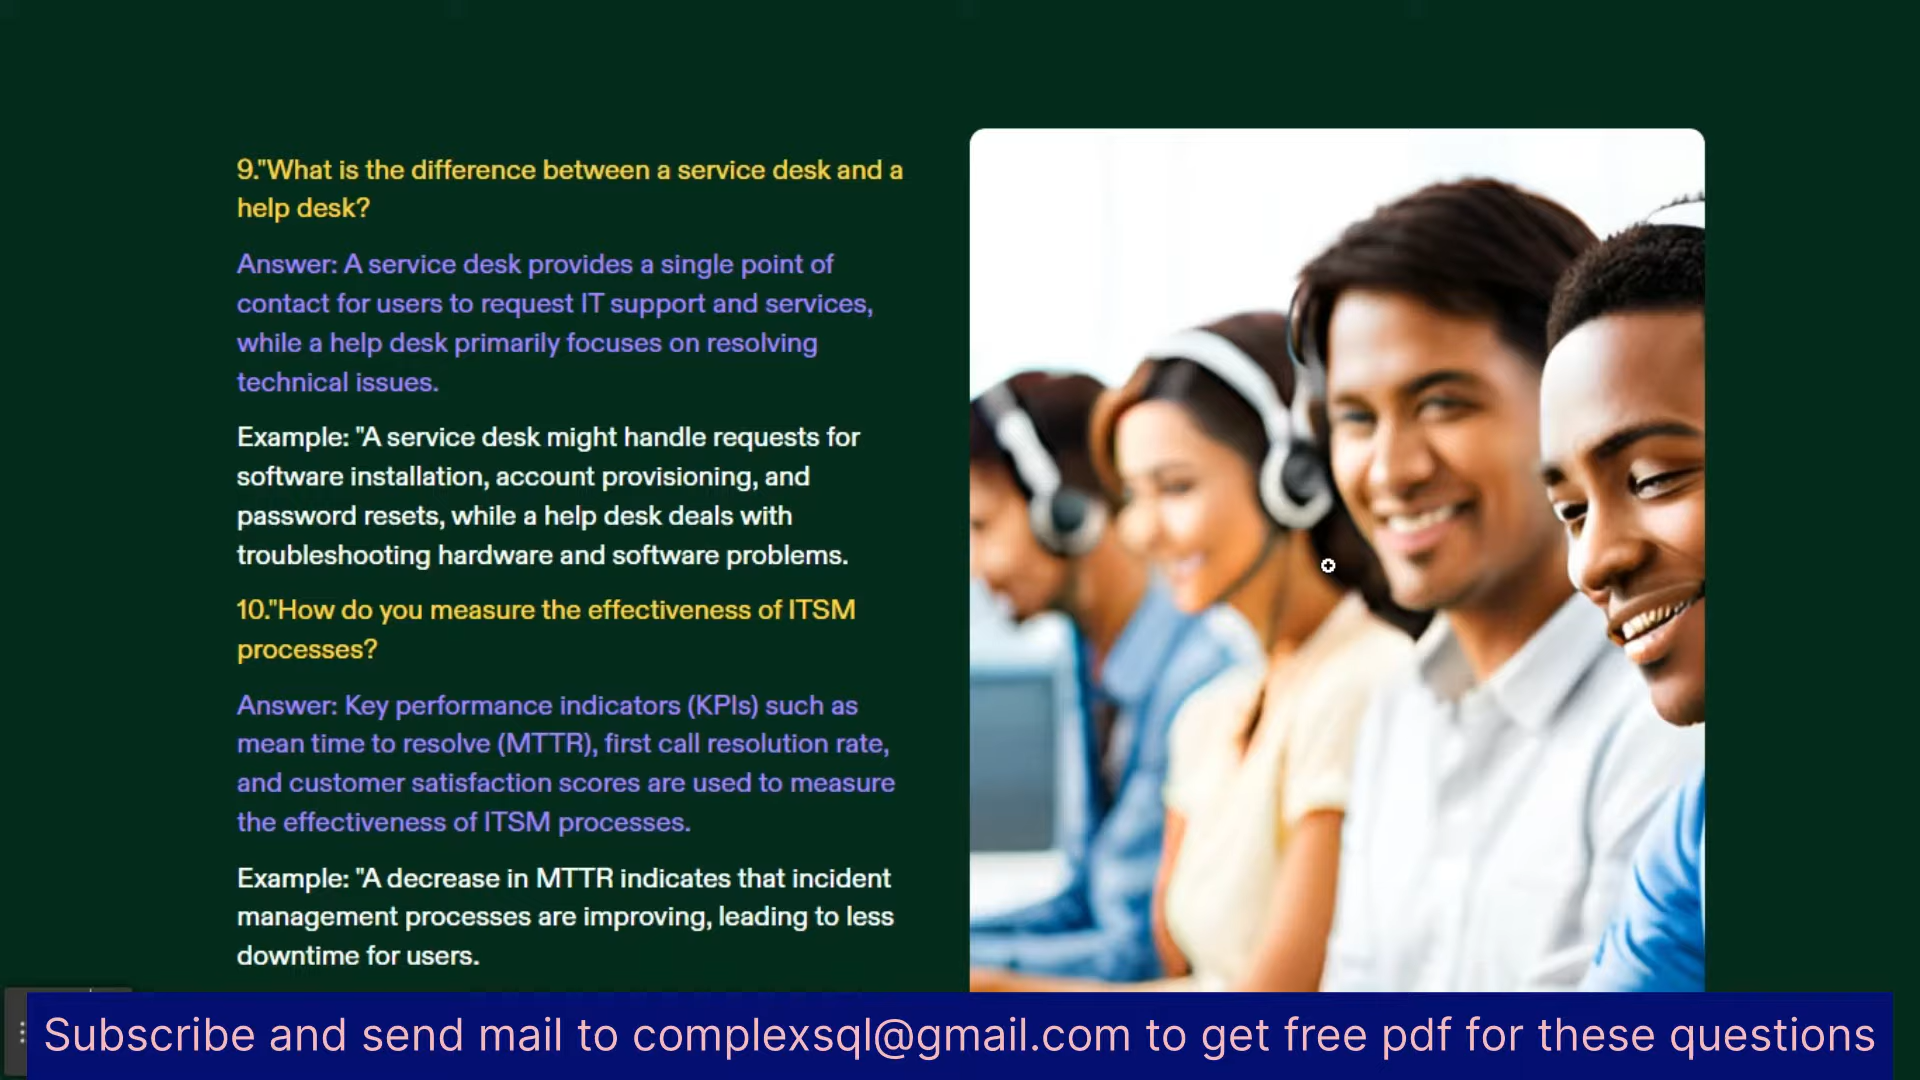 9."What is the difference between a service desk and a
help desk?
Answer: A service desk provides a single point of
contact for users to request IT support and services,
while a help desk primarily focuses on resolving
technical issues.
Example: "A service desk might handle requests for
software installation, account provisioning, and
password resets, while a help desk deals with
troubleshooting hardware and software problems.
10."How do you measure the effectiveness of ITSM
processes?
Answer: Key performance indicators (KPIs) such as
mean time to resolve (MTTR), first call resolution rate,
and customer satisfaction scores are used to measure
the effectiveness of ITSM processes.
Example: "A decrease in MTTR indicates that incident
management processes are improving, leading to less
downtime for users.
Subscribe and send mail to complexsql@gmail.com to get free pdf for these questions